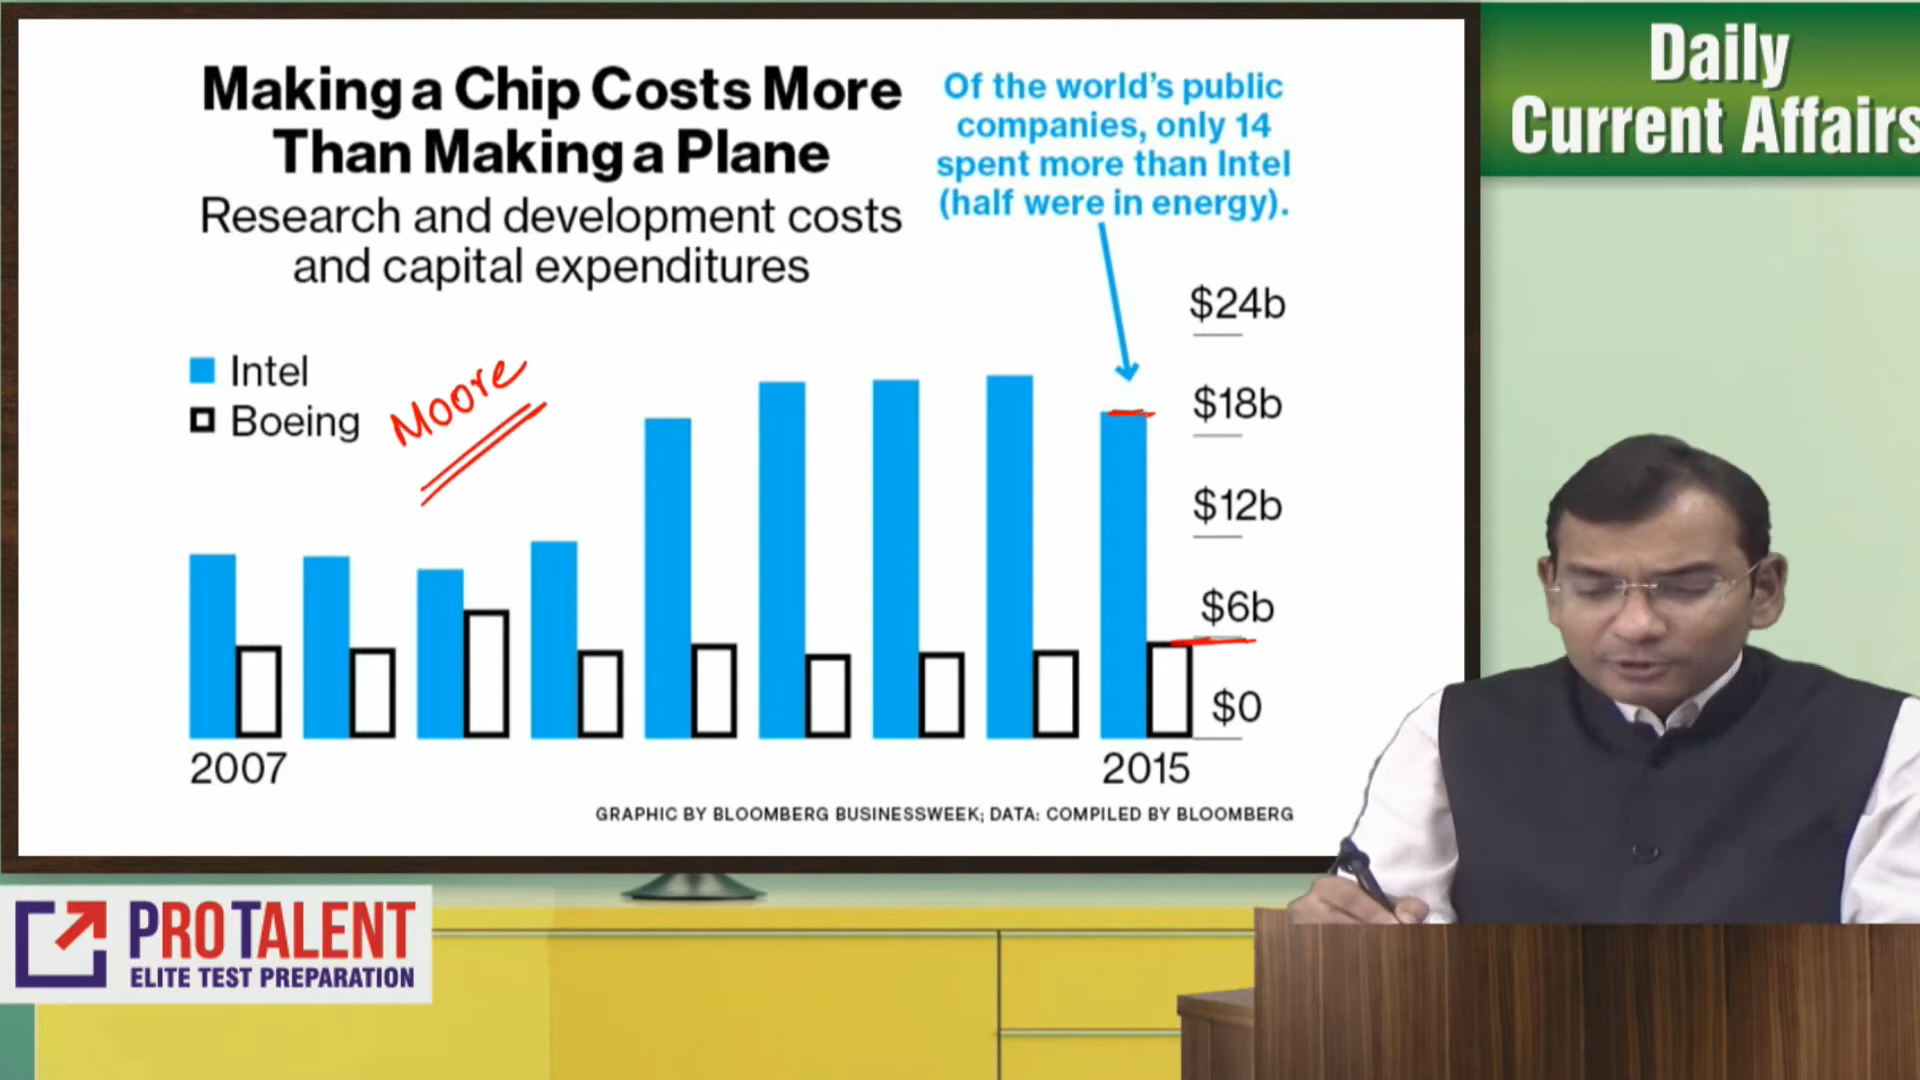 Making a Chip Costs More
Than Making a Plane
Research and development costs
and capital expenditures
Of the world's public
companies, only 14
spent more than Intel
(half were in energy).
Intel
Boeing
Moore
$24b
$18b
$12b
$6b
$0
2007
2015
GRAPHIC BY BLOOMBERG BUSINESSWEEK; DATA: COMPILED BY BLOOMBERG
Daily
Current Affairs
PROTALENT
ELITE TEST PREPARATION